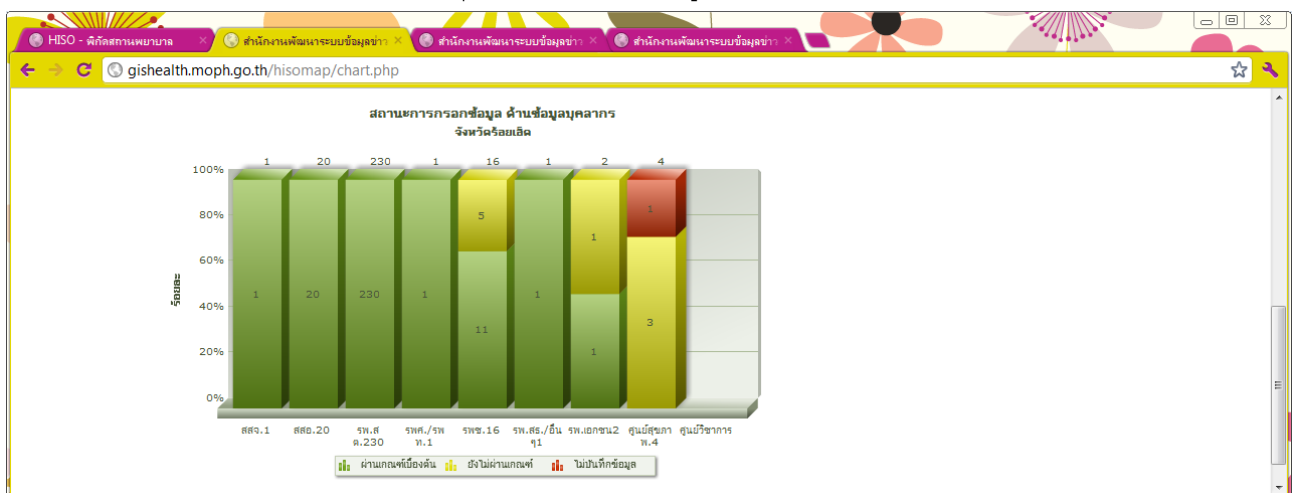 HISO - พิกัดสถานพยาบาล × สำนักงานพัฒนาระบบข้อมูลข่าว × สำนักงานพัฒนาระบบข้อมูลข่าว × สำนักงานพัฒนาระบบข้อมูลข่าว ×
gishealth.moph.go.th/hisomap/chart.php
สถานะการกรอกข้อมูล ด้านข้อมูลบุคลากร
จังหวัดร้อยเอ็ด
1 20 230 1 16 1 2 4
100%
80%
60%
40%
20%
0%
ร้อยละ
5 1 1
1 20 230 1 11 1 1 3
สสจ.1 สสอ.20 รพ.ส รพศ./รพ รพช.16 รพ.สธ./อื่น รพ.เอกชน2 ศูนย์สุขภา ศูนย์วิชาการ
ต.230 ท.1 ๆ1 พ.4
ผ่านเกณฑ์เบื้องต้น ยังไม่ผ่านเกณฑ์ ไม่บันทึกข้อมูล